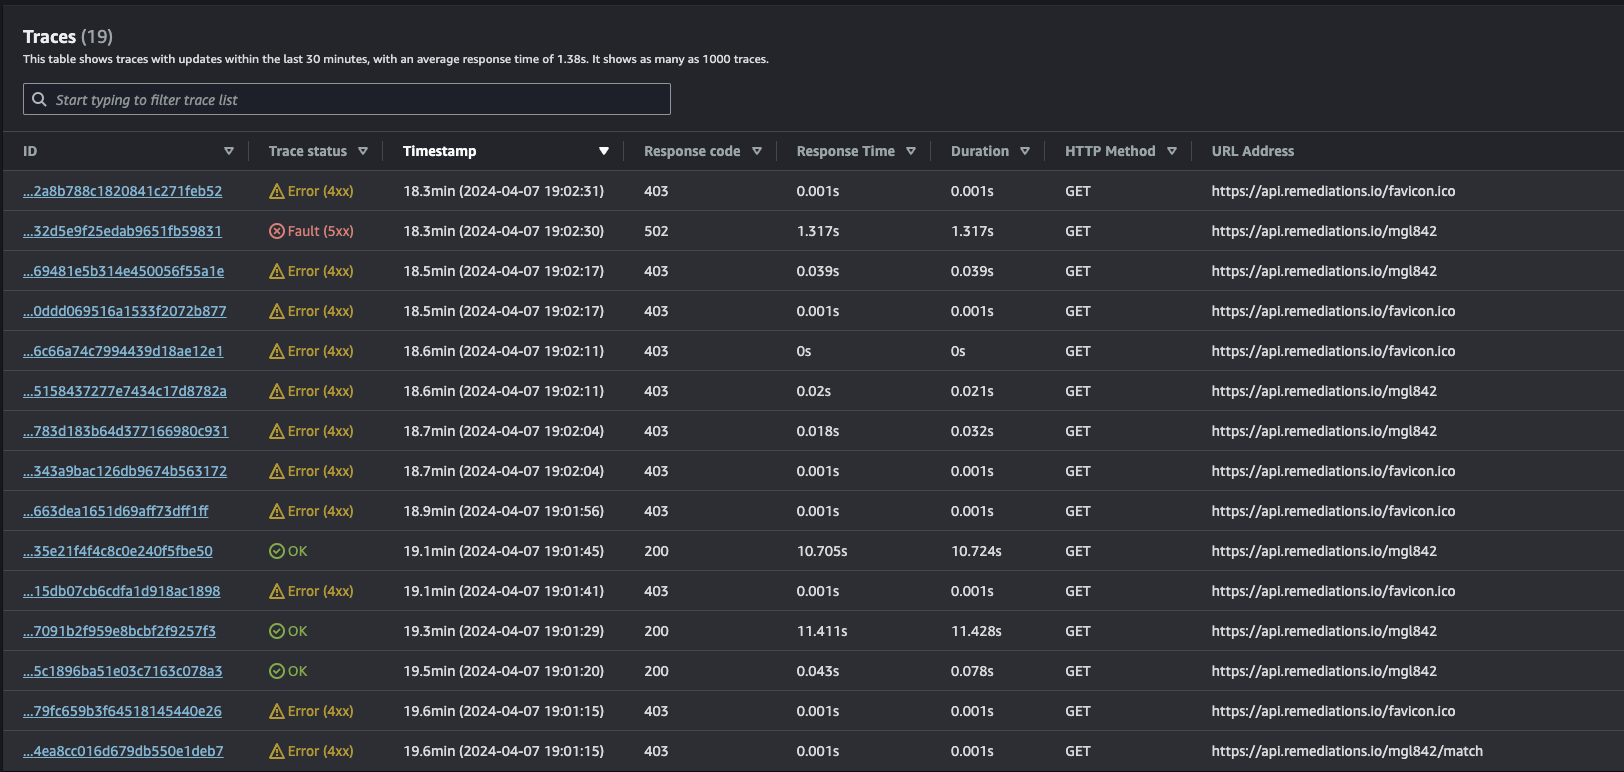 Traces (19)
This table shows traces with updates within the last 30 minutes, with an average response time of 1.38s. It shows as many as 1000 traces.
Start typing to filter trace list
ID Trace status Timestamp Response code Response Time Duration HTTP Method URL Address
...2a8b788c1820841c271feb52 Error (4xx) 18.3min (2024-04-07 19:02:31) 403 0.001s 0.001s GET https://api.remediations.io/favicon.ico
...32d5e9f25edab9651fb59831 Fault (5xx) 18.3min (2024-04-07 19:02:30) 502 1.317s 1.317s GET https://api.remediations.io/mgl842
...69481e5b314e450056f55a1e Error (4xx) 18.5min (2024-04-07 19:02:17) 403 0.039s 0.039s GET https://api.remediations.io/mgl842
...0ddd069516a1533f2072b877 Error (4xx) 18.5min (2024-04-07 19:02:17) 403 0.001s 0.001s GET https://api.remediations.io/favicon.ico
...6c66a74c7994439d18ae12e1 Error (4xx) 18.6min (2024-04-07 19:02:11) 403 0s 0s GET https://api.remediations.io/favicon.ico
...5158437277e7434c17d8782a Error (4xx) 18.6min (2024-04-07 19:02:11) 403 0.02s 0.021s GET https://api.remediations.io/mgl842
...783d183b64d377166980c931 Error (4xx) 18.7min (2024-04-07 19:02:04) 403 0.018s 0.032s GET https://api.remediations.io/mgl842
...343a9bac126db9674b563172 Error (4xx) 18.7min (2024-04-07 19:02:04) 403 0.001s 0.001s GET https://api.remediations.io/favicon.ico
...663dea1651d69aff73dff1ff Error (4xx) 18.9min (2024-04-07 19:01:56) 403 0.001s 0.001s GET https://api.remediations.io/favicon.ico
...35e21f4f4c8c0e240f5fbe50 OK 19.1min (2024-04-07 19:01:45) 200 10.705s 10.724s GET https://api.remediations.io/mgl842
...15db07cb6cdfa1d918ac1898 Error (4xx) 19.1min (2024-04-07 19:01:41) 403 0.001s 0.001s GET https://api.remediations.io/favicon.ico
...7091b2f959e8bcbf2f9257f3 OK 19.3min (2024-04-07 19:01:29) 200 11.411s 11.428s GET https://api.remediations.io/mgl842
...5c1896ba51e03c7163c078a3 OK 19.5min (2024-04-07 19:01:20) 200 0.043s 0.078s GET https://api.remediations.io/mgl842
...79fc659b3f64518145440e26 Error (4xx) 19.6min (2024-04-07 19:01:15) 403 0.001s 0.001s GET https://api.remediations.io/favicon.ico
...4ea8cc016d679db550e1deb7 Error (4xx) 19.6min (2024-04-07 19:01:15) 403 0.001s 0.001s GET https://api.remediations.io/mgl842/match